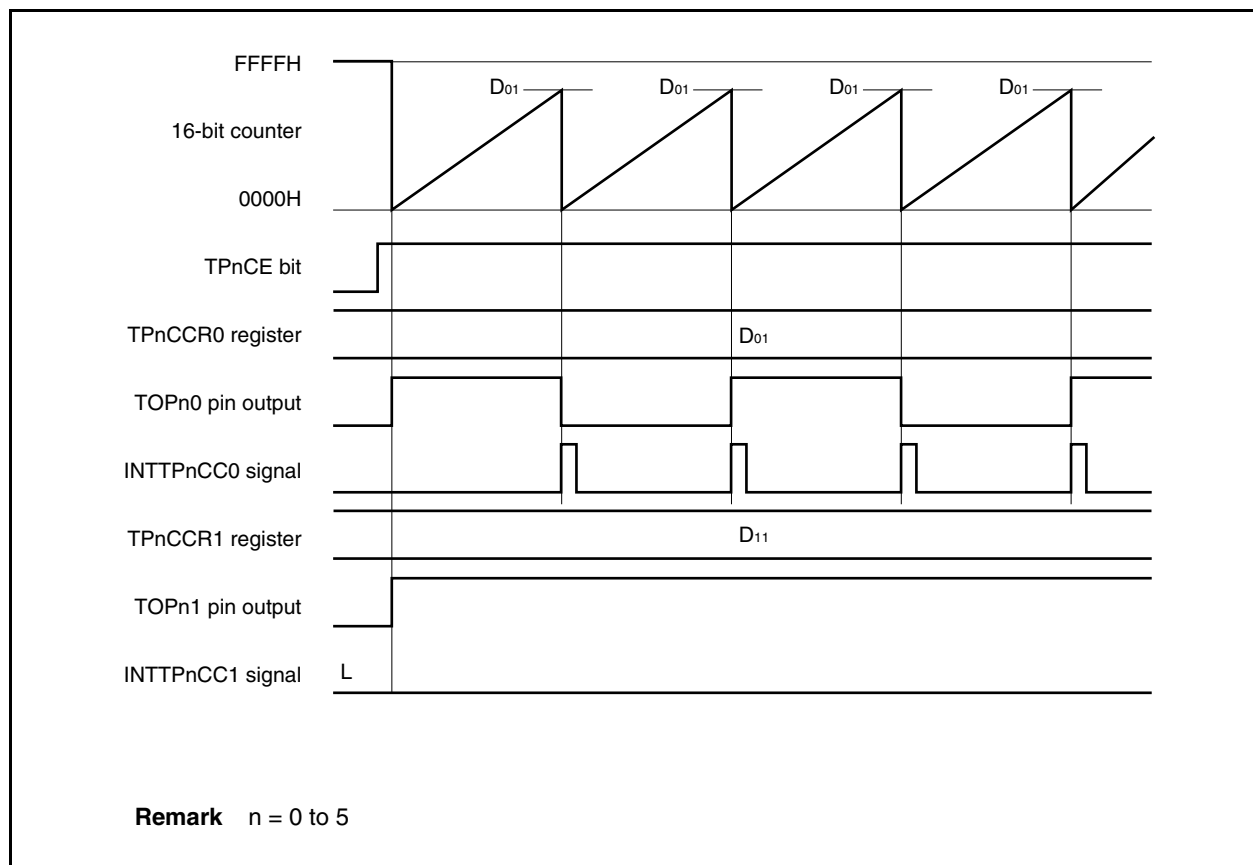 FFFFH
D01 D01 D01 D01
16-bit counter
0000H
TPnCE bit
TPnCCR0 register
D01
TOPn0 pin output
INTTPnCC0 signal
TPnCCR1 register
D11
TOPn1 pin output
INTTPnCC1 signal
L
Remark n = 0 to 5